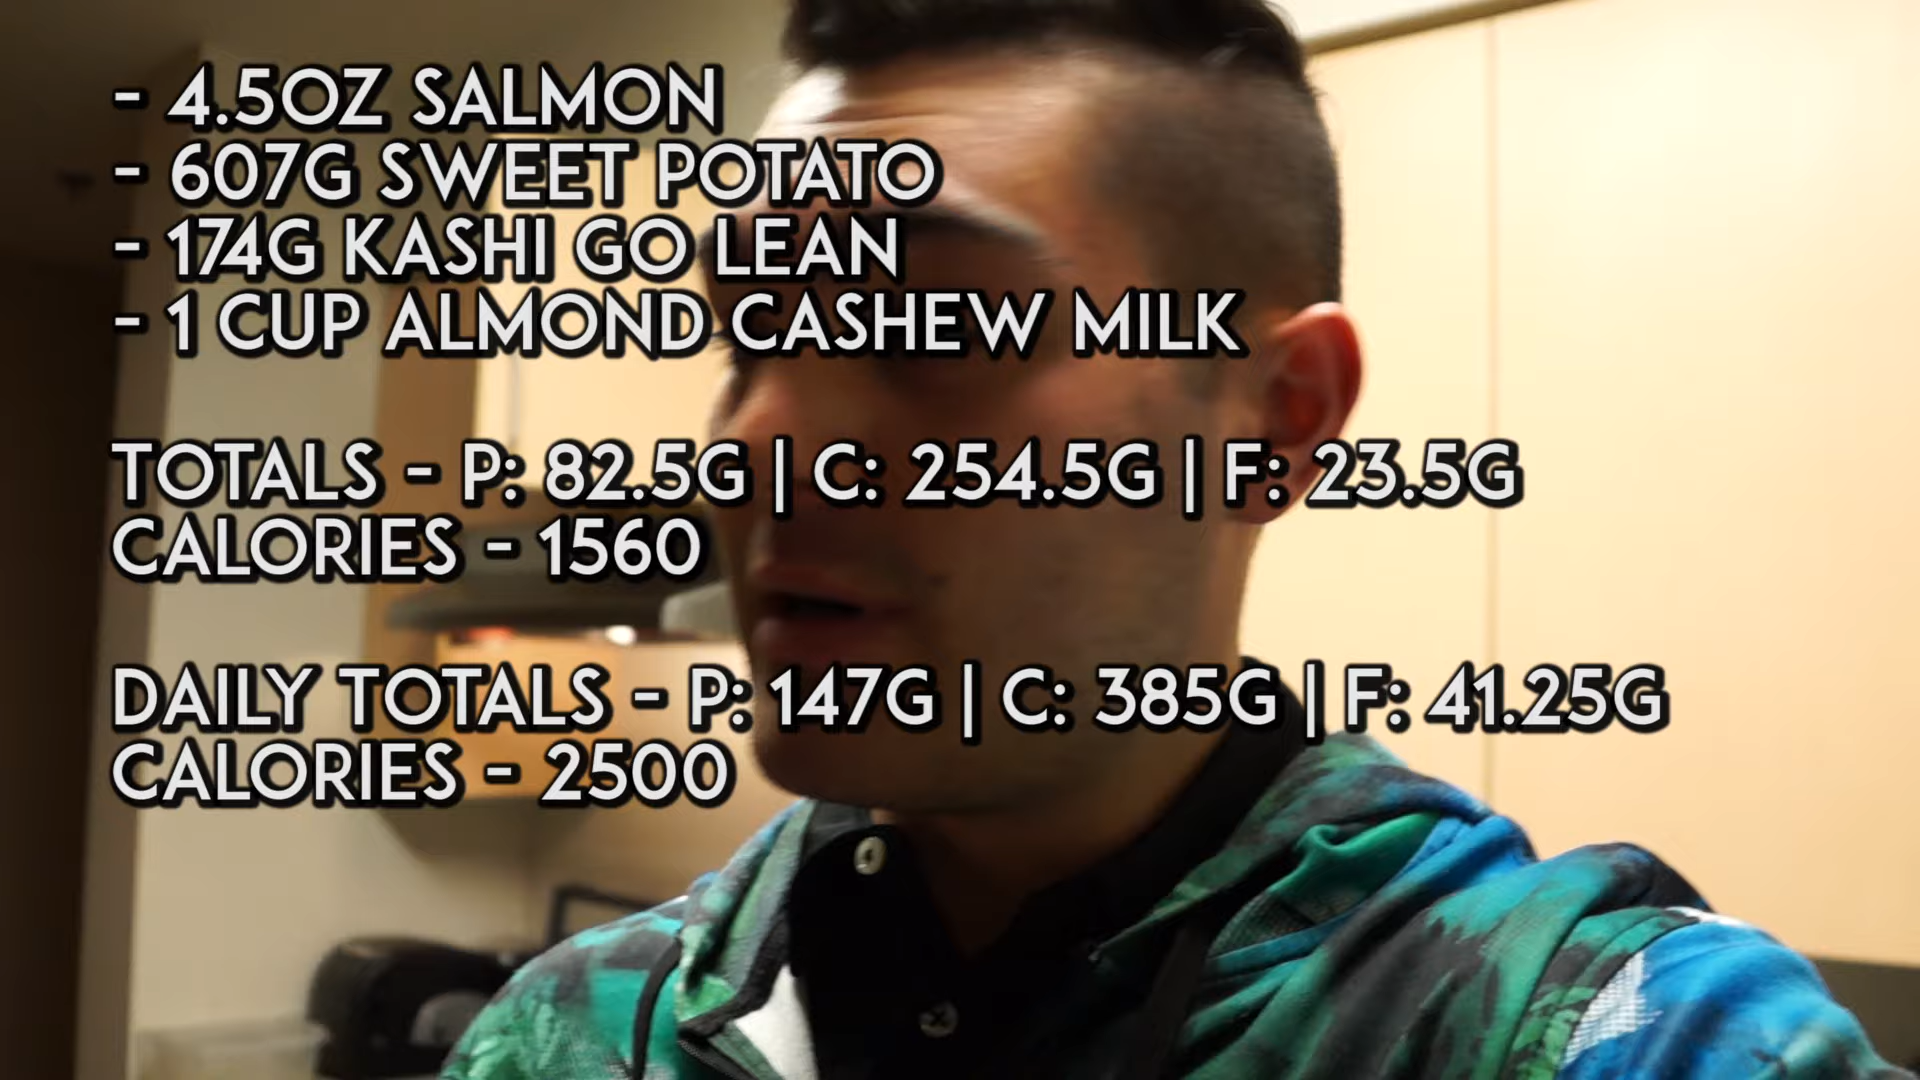 - 4.5OZ SALMON
- 607G SWEET POTATO
- 174G KASHI GO LEAN
- 1 CUP ALMOND CASHEW MILK
TOTALS - P: 82.5G | C: 254.5G | F: 23.5G
CALORIES - 1560
DAILY TOTALS - P: 147G | C: 385G | F: 41.25G
CALORIES - 2500